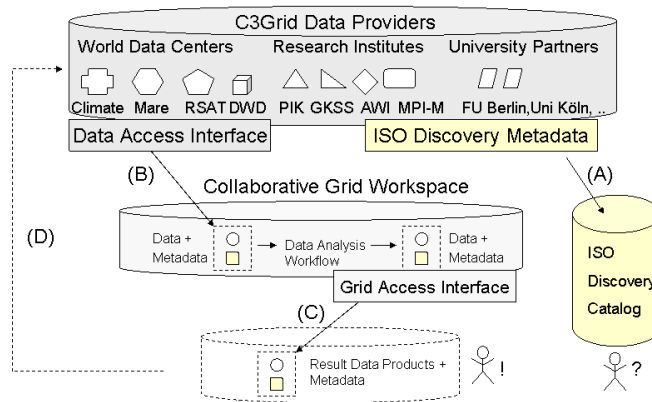 C3Grid Data Providers
World Data Centers Research Institutes University Partners
Climate Mare RSAT DWD PIK GKSS AWI MPI-M FU Berlin,Uni Köln, ..
Data Access Interface ISO Discovery Metadata
(B) (A)
Collaborative Grid Workspace
(D)
Data + Metadata
Data Analysis Workflow
Data + Metadata
ISO
Discovery
Catalog
Grid Access Interface
(C)
Result Data Products +
Metadata
! ?